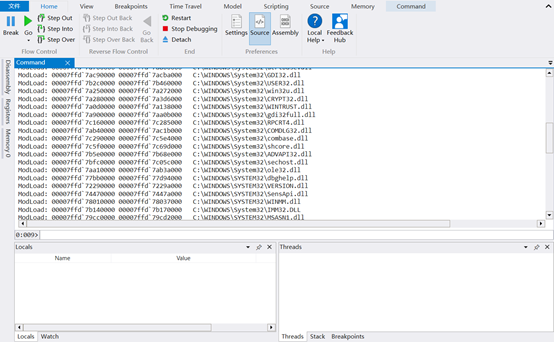 文件 Home View Breakpoints Time Travel Model Scripting Source Memory Command
Break
Go
Step Out
Step Into
Step Over
Flow Control
Step Out Back
Step Into Back
Step Over Back
Go Back
Reverse Flow Control
Restart
Stop Debugging
Detach
End
Settings
Source
Assembly
Preferences
Local Help
Feedback Hub
Help
Disassembly
Registers
Memory 0
Command
ModLoad: 00007ffd`7ac90000 00007ffd`7acba000 C:\WINDOWS\System32\GDI32.dll
ModLoad: 00007ffd`7b2c0000 00007ffd`7b460000 C:\WINDOWS\System32\USER32.dll
ModLoad: 00007ffd`7a250000 00007ffd`7a272000 C:\WINDOWS\System32\win32u.dll
ModLoad: 00007ffd`7a280000 00007ffd`7a3d6000 C:\WINDOWS\System32\CRYPT32.dll
ModLoad: 00007ffd`7a0d0000 00007ffd`7a138000 C:\WINDOWS\System32\WINTRUST.dll
ModLoad: 00007ffd`7a900000 00007ffd`7aa0b000 C:\WINDOWS\System32\gdi32full.dll
ModLoad: 00007ffd`7c160000 00007ffd`7c285000 C:\WINDOWS\System32\RPCRT4.dll
ModLoad: 00007ffd`7ab40000 00007ffd`7ac1b000 C:\WINDOWS\System32\COMDLG32.dll
ModLoad: 00007ffd`7c290000 00007ffd`7c5e4000 C:\WINDOWS\System32\combase.dll
ModLoad: 00007ffd`7c5f0000 00007ffd`7c69d000 C:\WINDOWS\System32\shcore.dll
ModLoad: 00007ffd`7b5e0000 00007ffd`7b68e000 C:\WINDOWS\System32\ADVAPI32.dll
ModLoad: 00007ffd`7bfc0000 00007ffd`7c05c000 C:\WINDOWS\System32\sechost.dll
ModLoad: 00007ffd`7aa10000 00007ffd`7ab3a000 C:\WINDOWS\System32\ole32.dll
ModLoad: 00007ffd`77bb0000 00007ffd`77d94000 C:\WINDOWS\SYSTEM32\dbghelp.dll
ModLoad: 00007ffd`72290000 00007ffd`7229a000 C:\WINDOWS\SYSTEM32\VERSION.dll
ModLoad: 00007ffd`74470000 00007ffd`7447a000 C:\WINDOWS\SYSTEM32\SensApi.dll
ModLoad: 00007ffd`78010000 00007ffd`78037000 C:\WINDOWS\SYSTEM32\WINMM.dll
ModLoad: 00007ffd`7b140000 00007ffd`7b170000 C:\WINDOWS\System32\IMM32.DLL
ModLoad: 00007ffd`79cc0000 00007ffd`79cd2000 C:\WINDOWS\SYSTEM32\MSASN1.dll
0:009>
Locals
Name Value
Locals Watch
Threads
Threads Stack Breakpoints